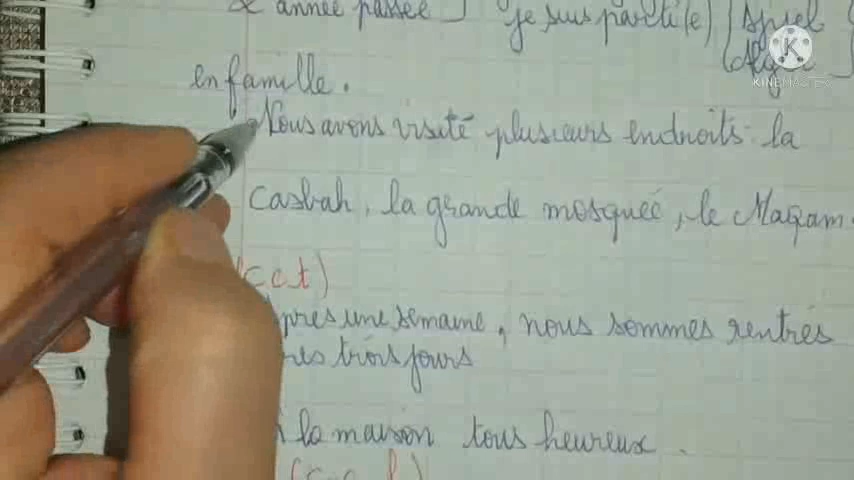 année passée je suis parti(e)
en famille.
Nous avons visité plusieurs endroits: la
casbah, la grande mosquée, le Maqam.
c c t)
près une semaine, nous sommes rentrés
trois jours
la maison tous heureux.
KINEMASTER